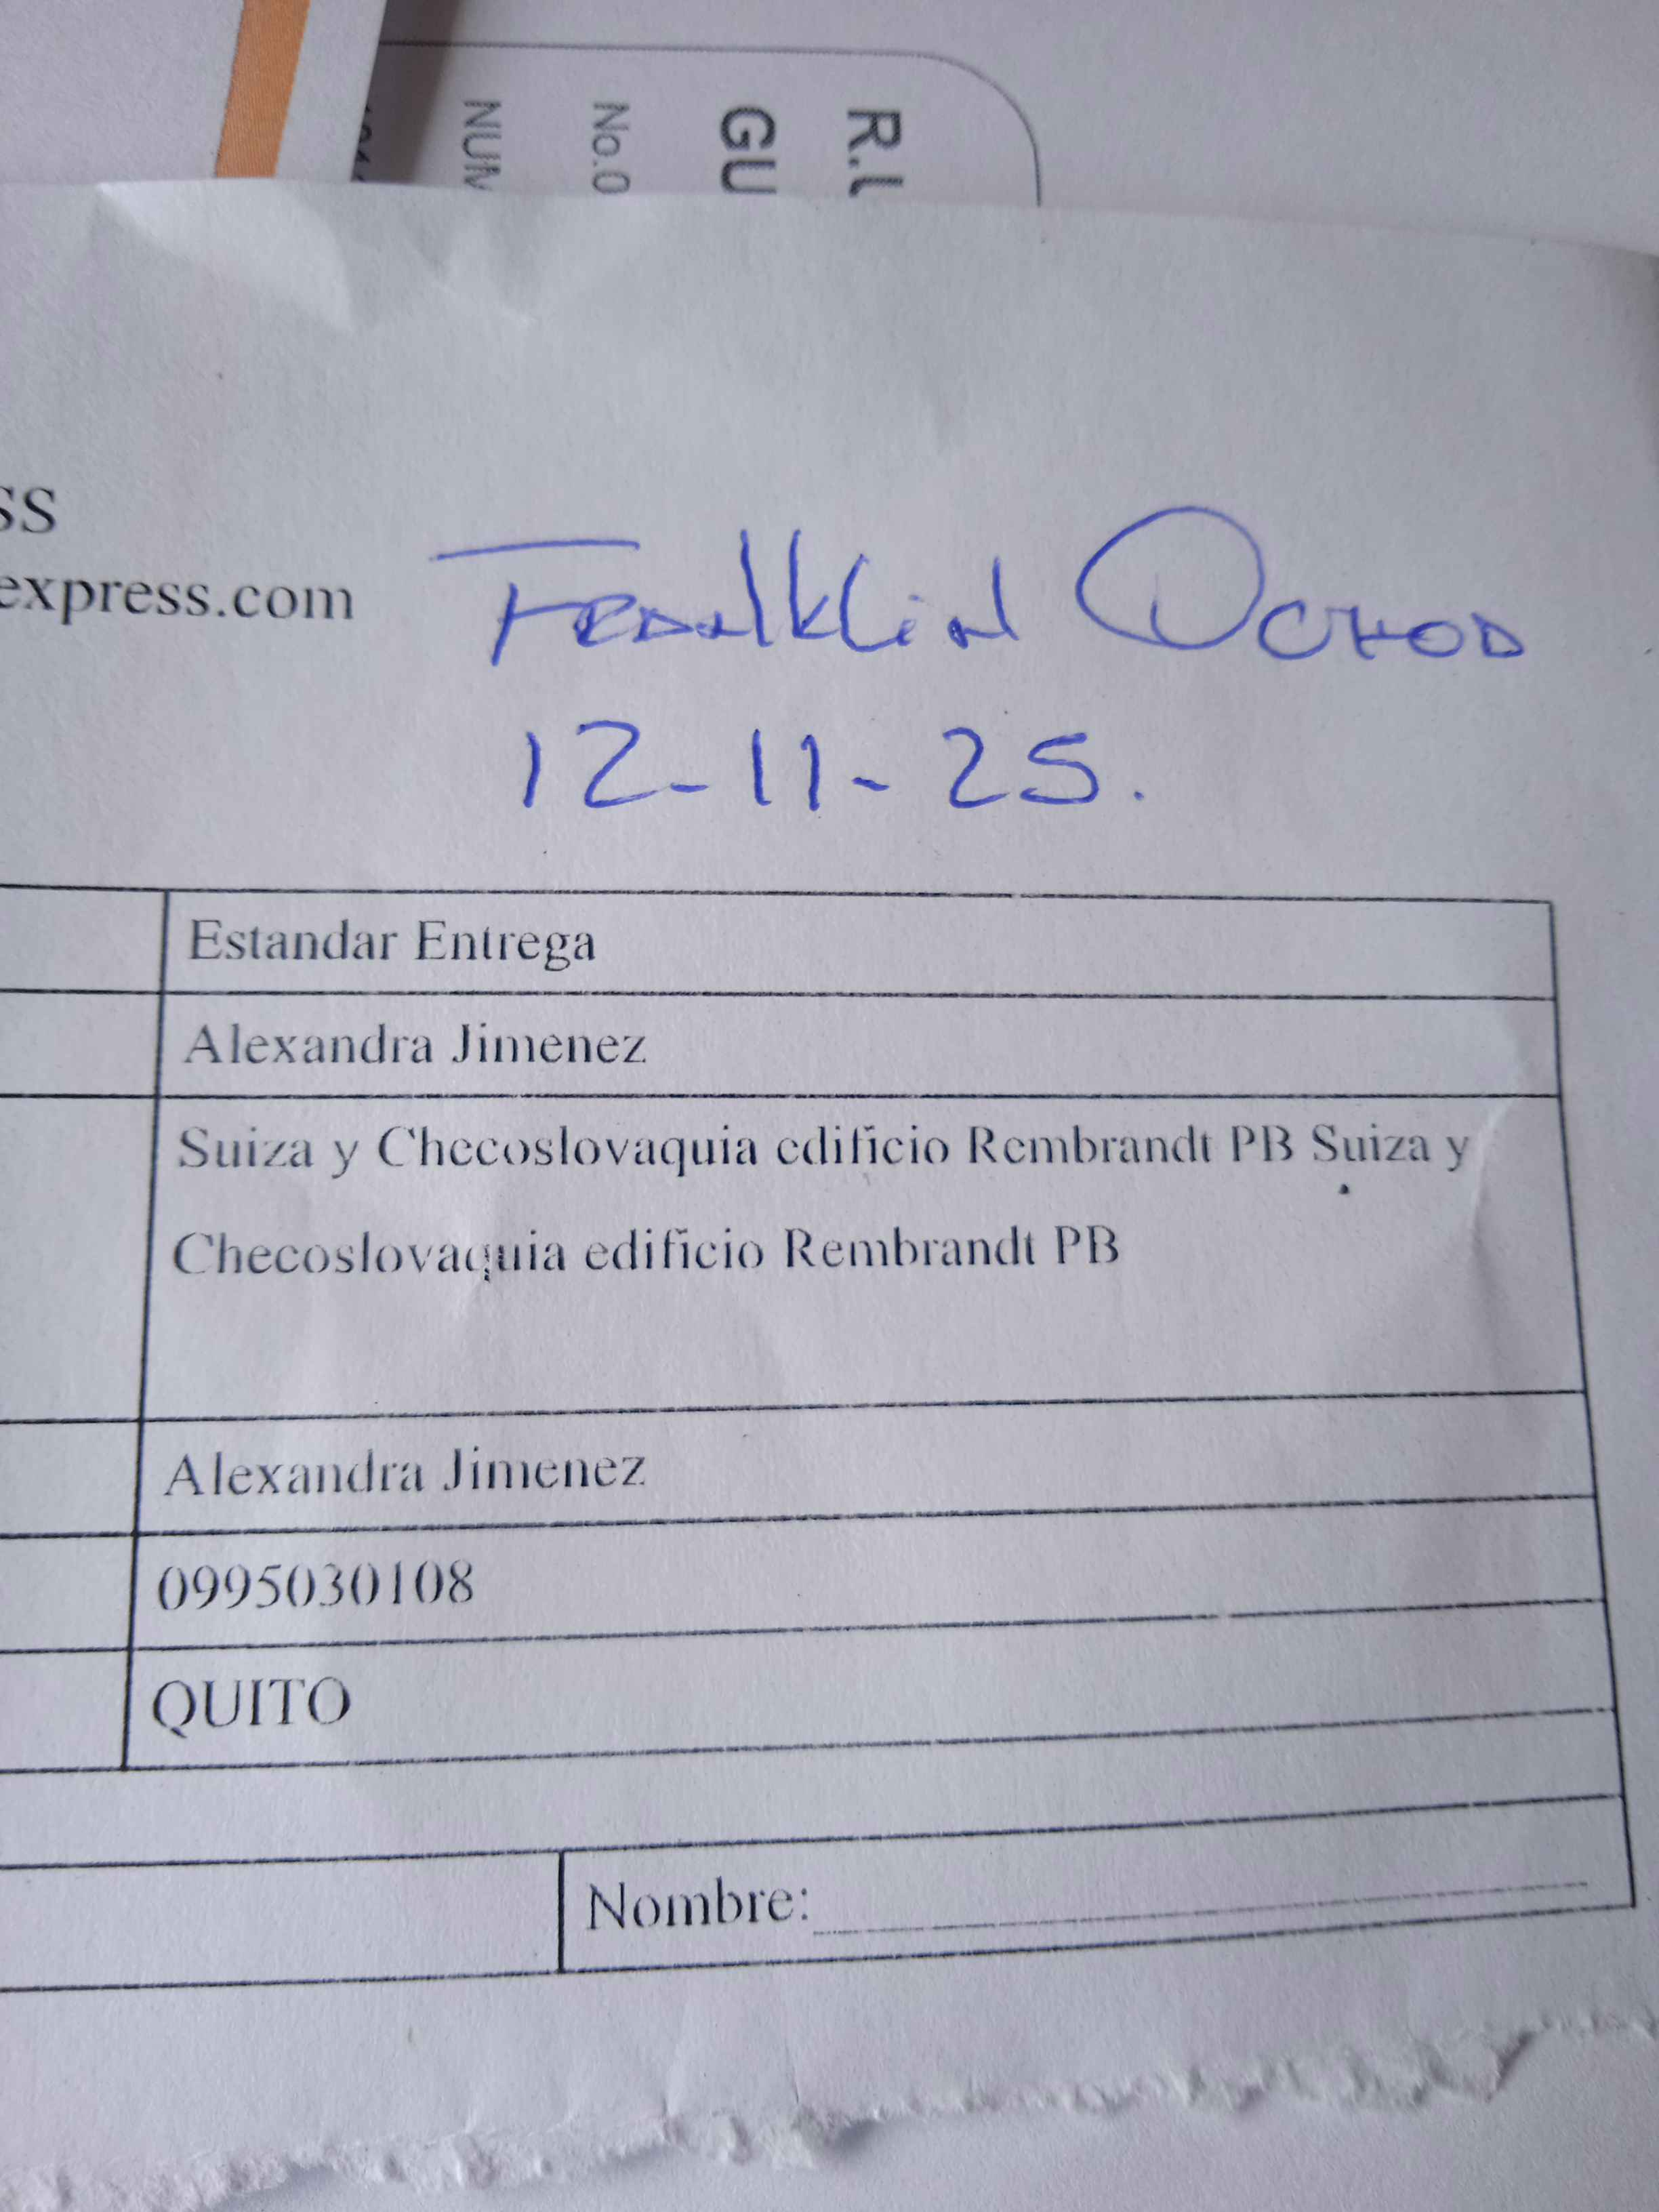 R.
GU
No.0
NUM
SS
express.com
Franklin Ochoa
12-11-25.
Estandar Entrega
Alexandra Jimenez
Suiza y Checoslovaquia edificio Rembrandt PB Suiza y
Checoslovaquia edificio Rembrandt PB
Alexandra Jimenez
0995030108
QUITO
Nombre: